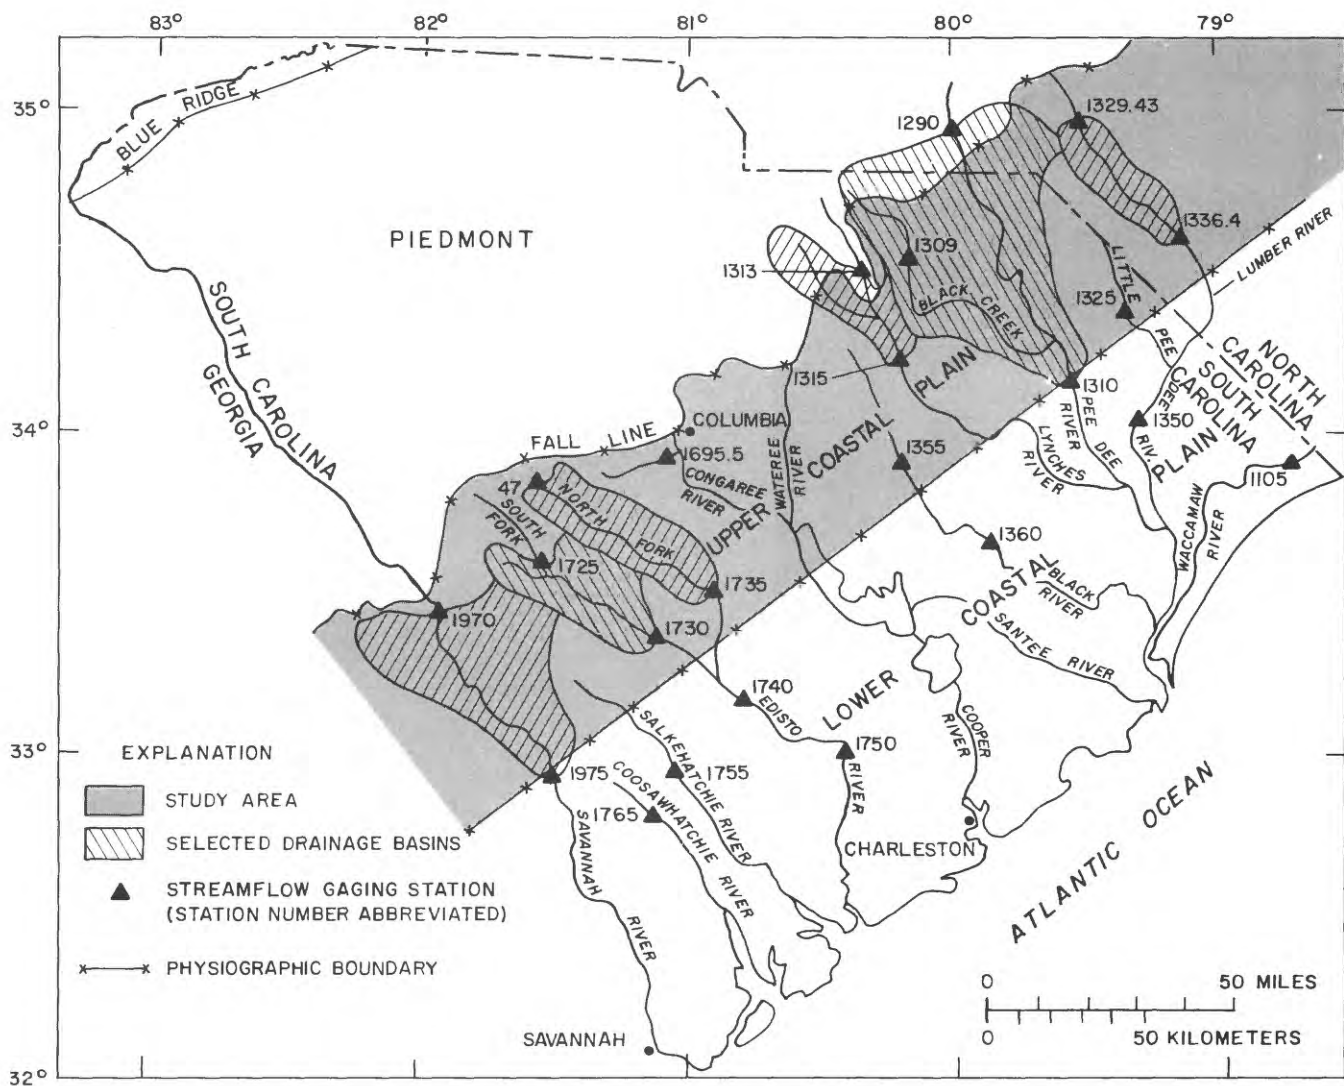 83°
82°
81°
80°
79°
35°
34°
33°
32°
BLUE RIDGE
PIEDMONT
SOUTH CAROLINA
GEORGIA
1290
1329.43
1336.4
1309
1313
BLACK CREEK
LITTLE PEE DEE RIV.
1325
LUMBER RIVER
NORTH CAROLINA
SOUTH CAROLINA
1315
1310
1350
1105
FALL LINE
COLUMBIA
1695.5
CONGAREE RIVER
WATEREE RIVER
UPPER COASTAL PLAIN
1355
LYNCHES RIVER
PEE DEE RIVER
WACCAMAW RIVER
47
NORTH FORK
SOUTH FORK
1725
1735
1730
1970
1360
BLACK RIVER
SANTEE RIVER
LOWER COASTAL PLAIN
1740
EDISTO RIVER
1750
COOPER RIVER
SALKEHATCHIE RIVER
1755
COOSAWHATCHIE RIVER
1765
1975
SAVANNAH RIVER
CHARLESTON
SAVANNAH
ATLANTIC OCEAN
EXPLANATION
STUDY AREA
SELECTED DRAINAGE BASINS
STREAMFLOW GAGING STATION
(STATION NUMBER ABBREVIATED)
PHYSIOGRAPHIC BOUNDARY
0 50 MILES
0 50 KILOMETERS
32°
83°
82°
81°
80°
79°